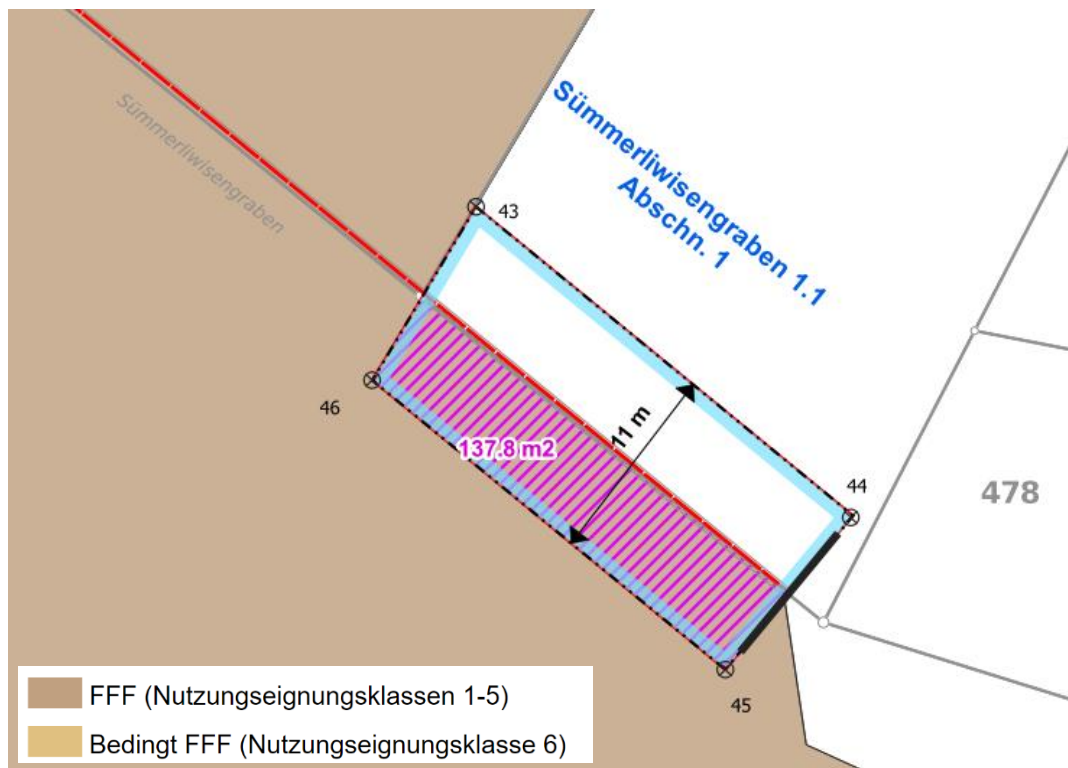 Sümmerliwisengraben
Sümmerliwisengraben 1.1
Abschn. 1
43
46
11 m
137.8 m2
44
478
45
FFF (Nutzungseignungsklassen 1-5)
Bedingt FFF (Nutzungseignungsklasse 6)